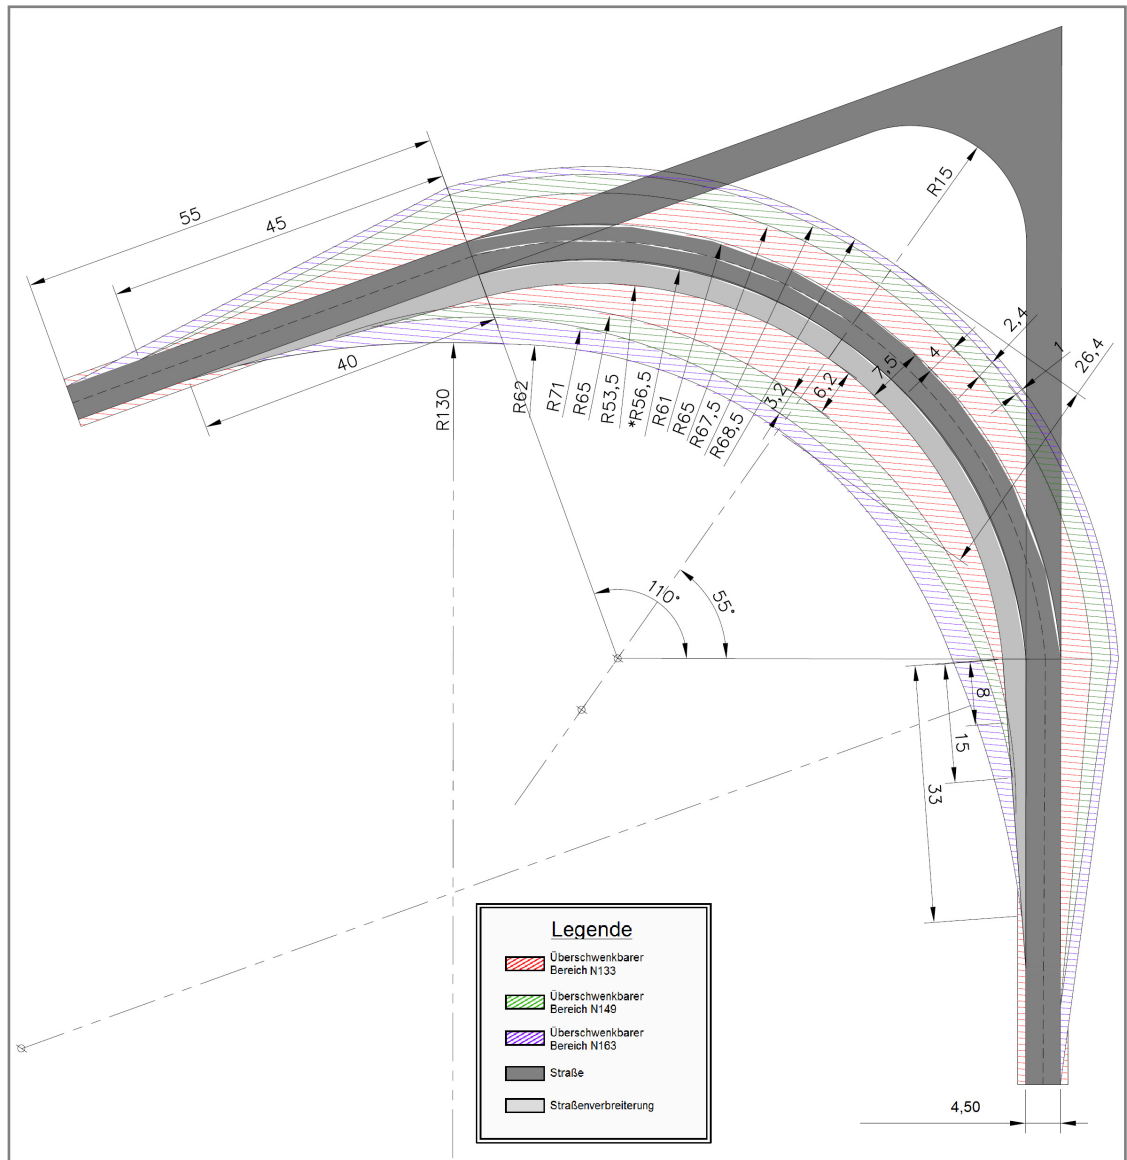 55
45
40
R15
2,4
1
26,4
4
7,5
6,2
3,2
R130
R62
R71
R65
R53,5
*R56,5
R61
R65
R67,5
R68,5
110°
55°
8
15
33
Legende
Überschwenkbarer
Bereich N133
Überschwenkbarer
Bereich N149
Überschwenkbarer
Bereich N163
Straße
Straßenverbreiterung
4,50